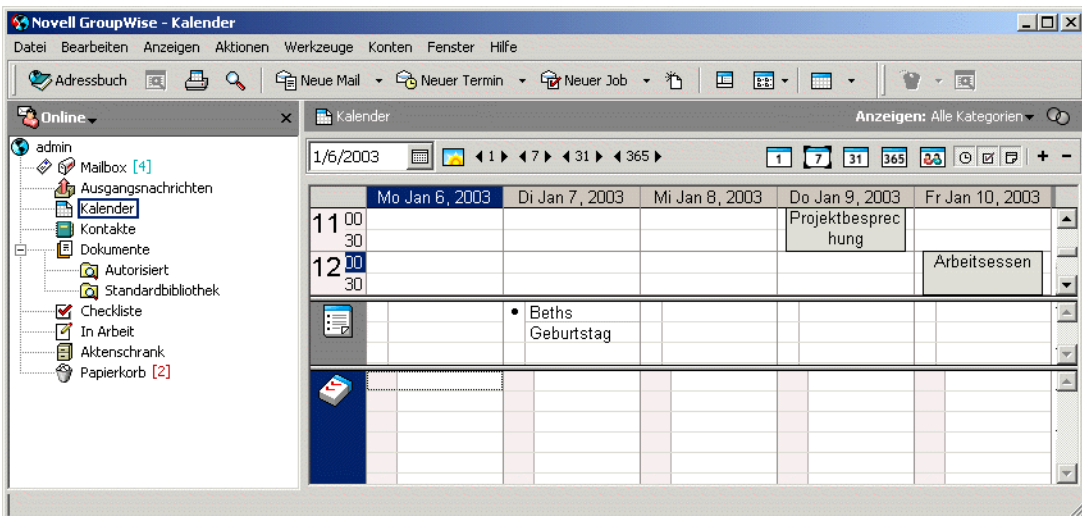 Novell GroupWise - Kalender
Datei Bearbeiten Anzeigen Aktionen Werkzeuge Konten Fenster Hilfe
Adressbuch Neue Mail Neuer Termin Neuer Job
Online
admin
Mailbox [4]
Ausgangsnachrichten
Kalender
Kontakte
Dokumente
Autorisiert
Standardbibliothek
Checkliste
In Arbeit
Aktenschrank
Papierkorb [2]
Kalender Anzeigen: Alle Kategorien
1/6/2003 1 7 31 365 1 7 31 365 23 + -
Mo Jan 6, 2003 Di Jan 7, 2003 Mi Jan 8, 2003 Do Jan 9, 2003 Fr Jan 10, 2003
11 00
30
12 00
30
Projektbesprec
hung
Arbeitsessen
• Beths
Geburtstag